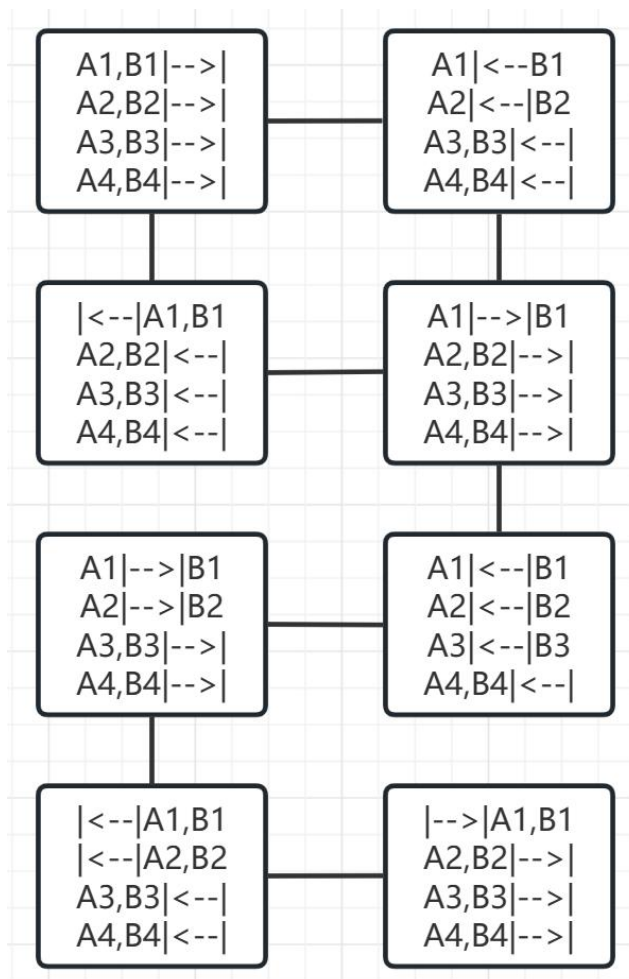 A1,B1|-->|
A2,B2|-->|
A3,B3|-->|
A4,B4|-->|
A1|<--B1
A2|<--|B2
A3,B3|<--|
A4,B4|<--|
|<--|A1,B1
A2,B2|<--|
A3,B3|<--|
A4,B4|<--|
A1|-->|B1
A2,B2|-->|
A3,B3|-->|
A4,B4|-->|
A1|-->|B1
A2|-->|B2
A3,B3|-->|
A4,B4|-->|
A1|<--|B1
A2|<--|B2
A3|<--|B3
A4,B4|<--|
|<--|A1,B1
|<--|A2,B2
A3,B3|<--|
A4,B4|<--|
|-->|A1,B1
A2,B2|-->|
A3,B3|-->|
A4,B4|-->|